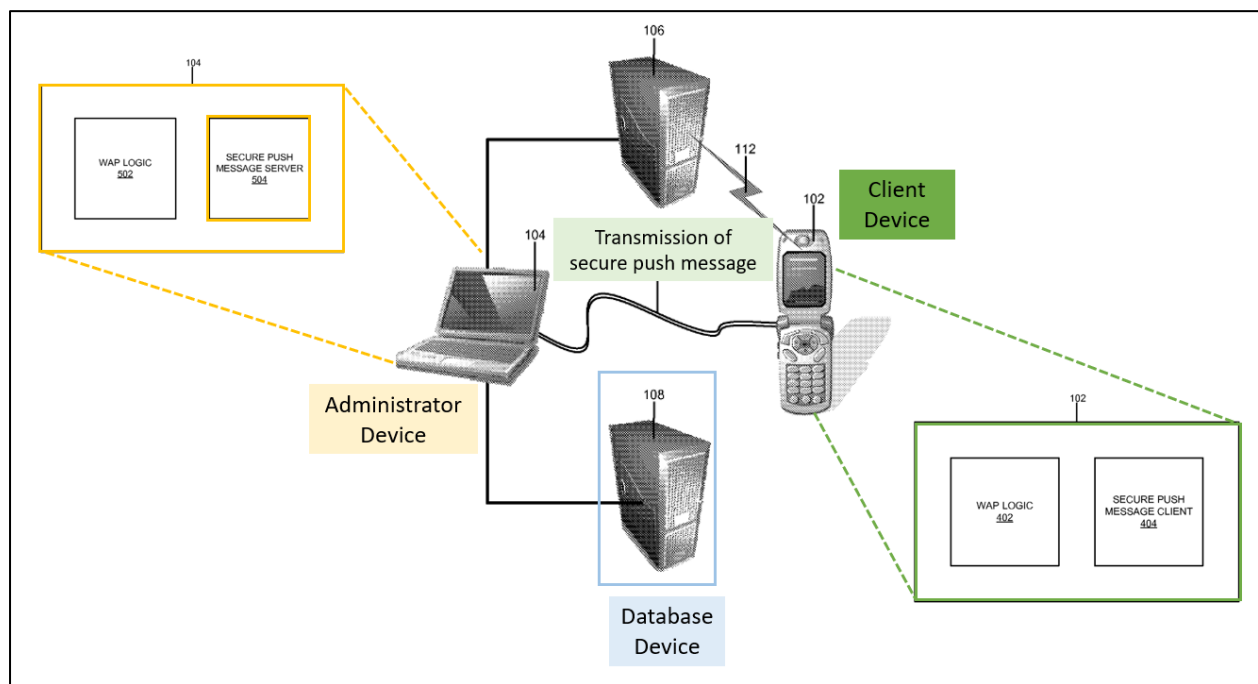 106
104
WAP LOGIC
502
SECURE PUSH
MESSAGE SERVER
504
112
102
Client
Device
104
Transmission of
secure push message
Administrator
Device
108
102
WAP LOGIC
402
SECURE PUSH
MESSAGE CLIENT
404
Database
Device